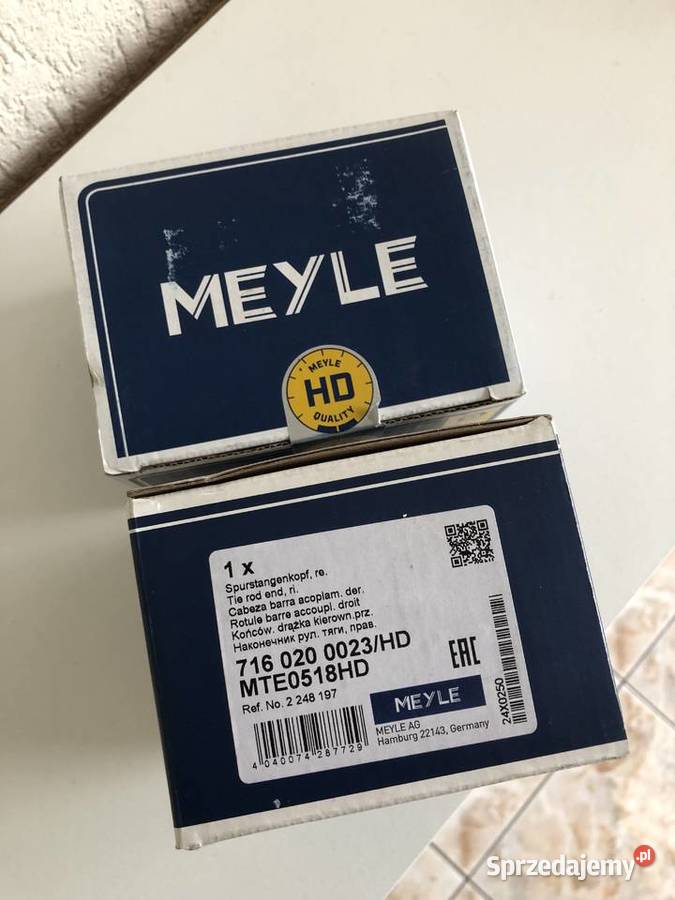 MEYLE
MEYLE
HD
QUALITY
1 x
Spurstangenkopf, re.
Tie rod end, ri.
Cabeza barra acoplam. der.
Rotule barre accoupl. droit
Końców. drążka kierown.prz.
Наконечник рул. тяги, прав.
716 020 0023/HD
MTE0518HD
Ref. No. 2 248 197
4 040074 287729
EAC
MEYLE
MEYLE AG
Hamburg 22143, Germany
24X0250
Sprzedajemy.pl